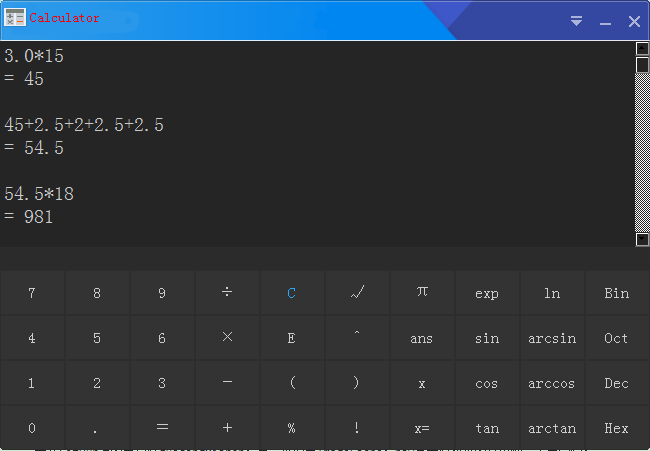 Calculator
3.0*15
= 45
45+2.5+2+2.5+2.5
= 54.5
54.5*18
= 981
7 8 9 ÷ C √ π exp ln Bin
4 5 6 × E ^ ans sin arcsin Oct
1 2 3 - ( ) x cos arccos Dec
0 . = + % ! x= tan arctan Hex